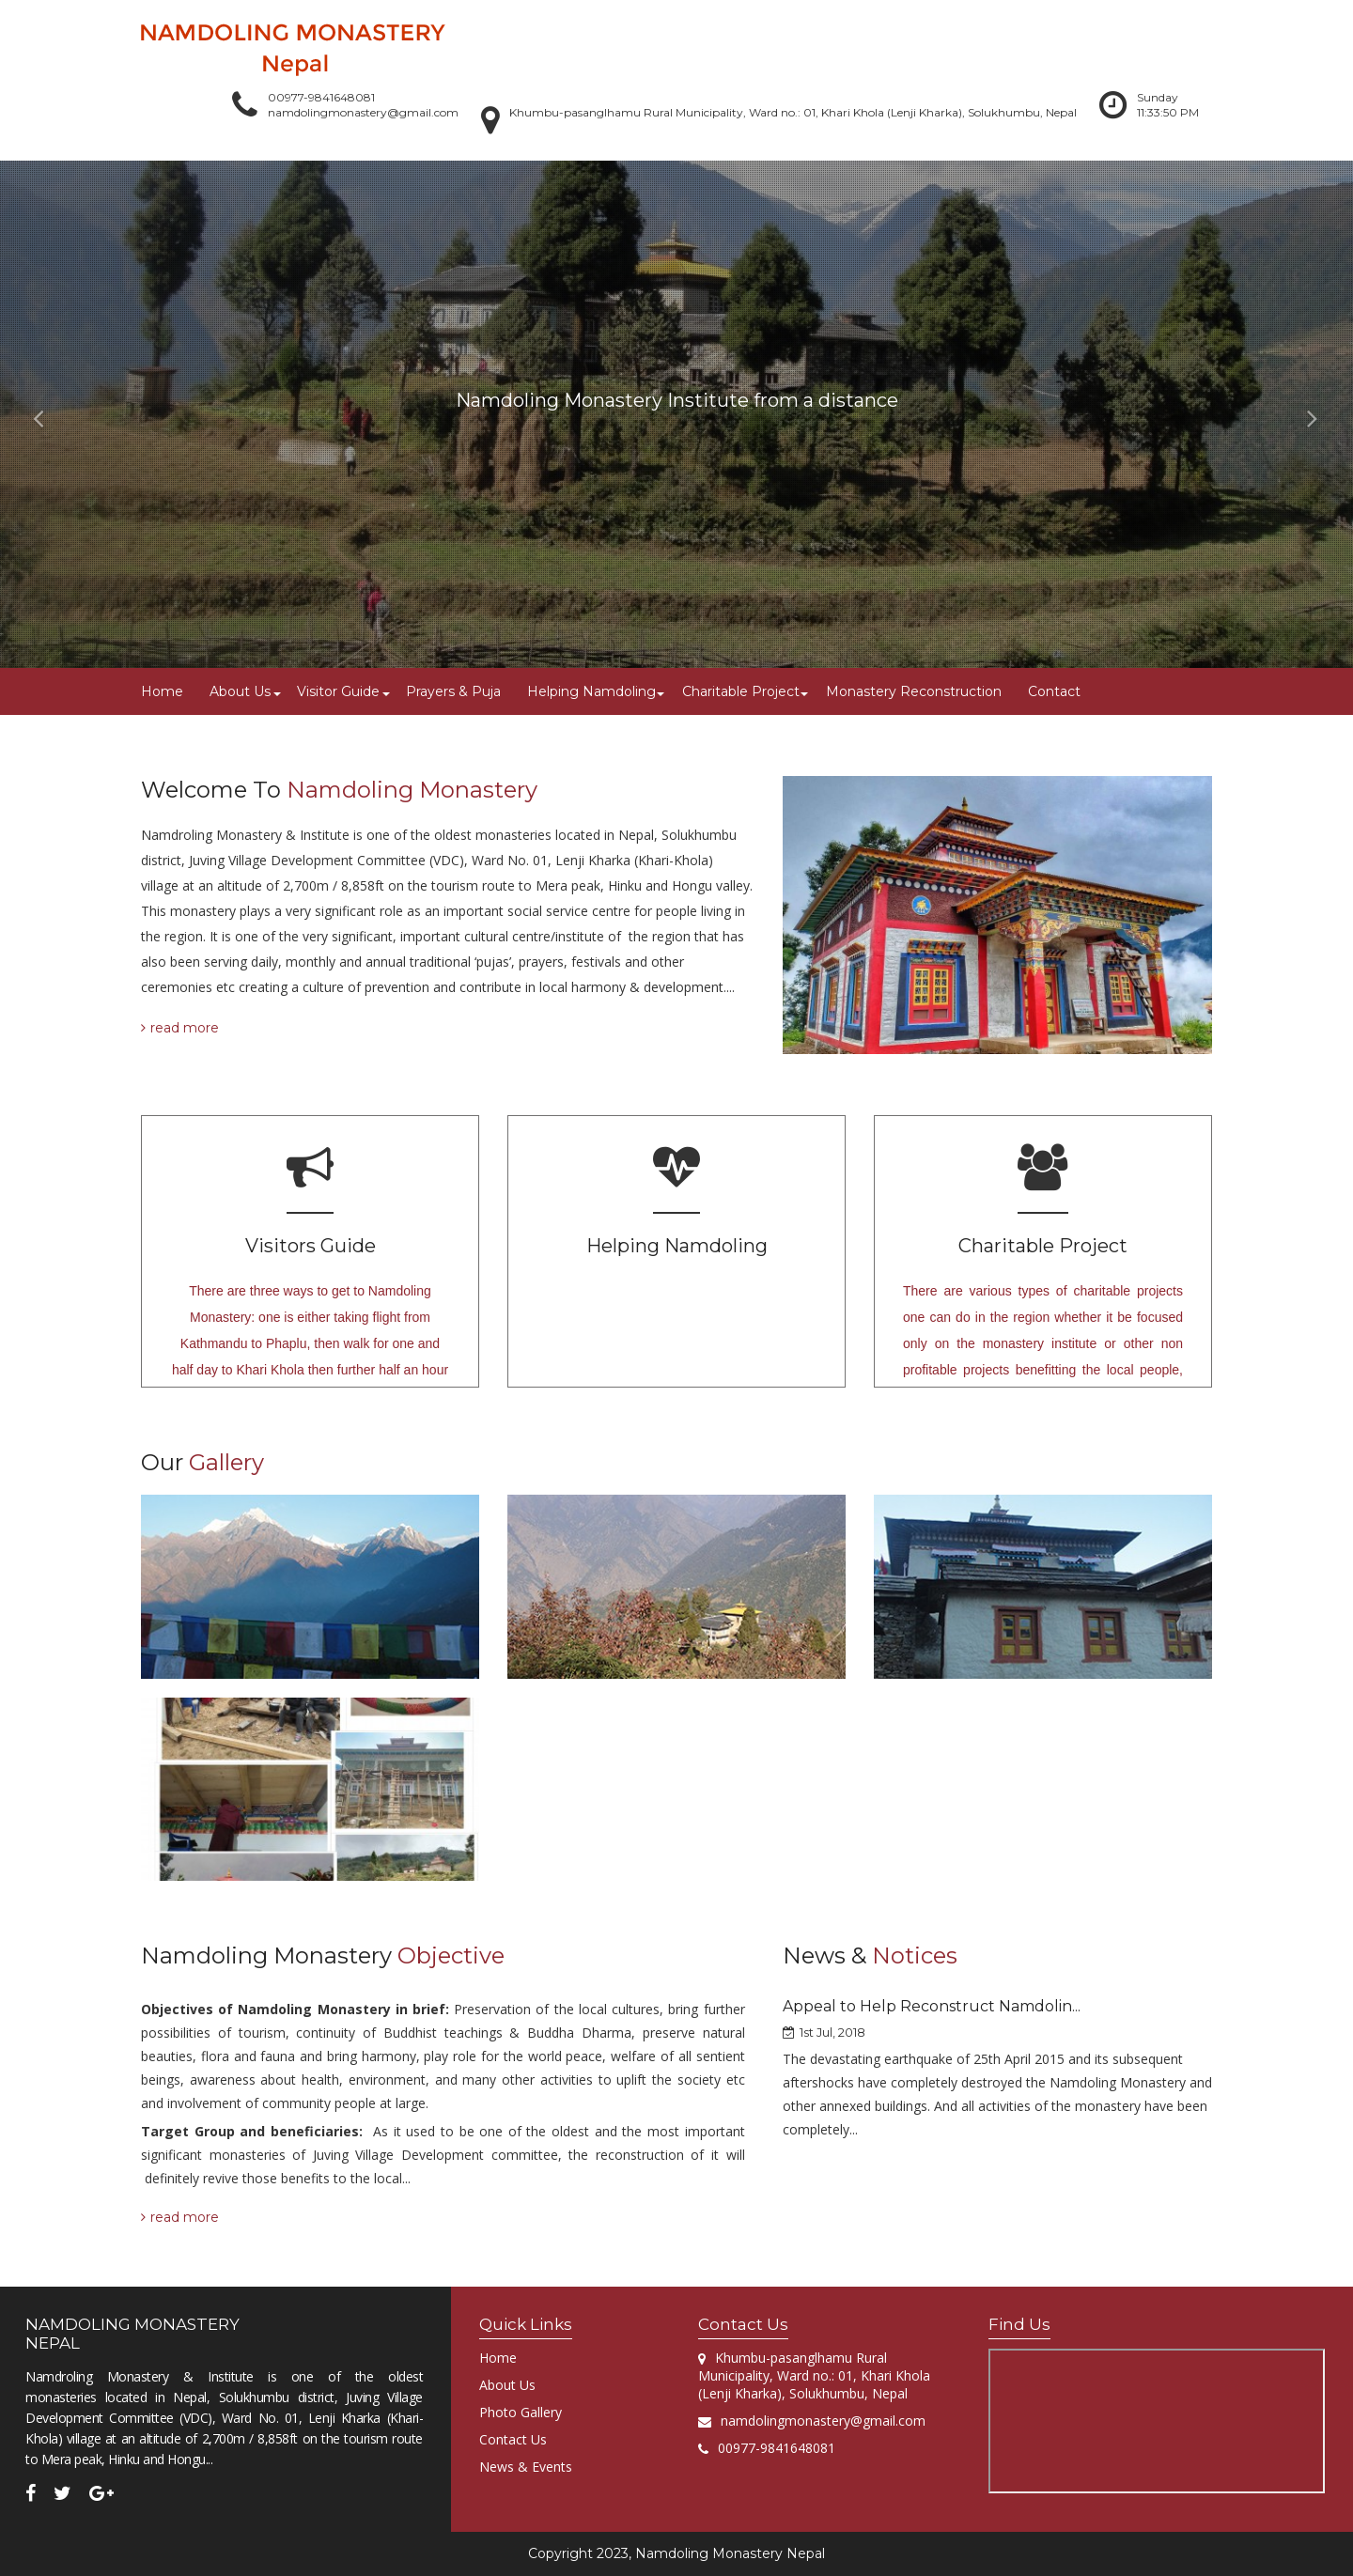 NAMDOLING MONASTERY
Nepal
00977-9841648081
namdolingmonastery@gmail.com
Khumbu-pasanglhamu Rural Municipality, Ward no.: 01, Khari Khola (Lenji Kharka), Solukhumbu, Nepal
Sunday
11:33:50 PM
Namdoling Monastery Institute from a distance
Home About Us Visitor Guide Prayers & Puja Helping Namdoling Charitable Project Monastery Reconstruction Contact
Welcome To Namdoling Monastery
Namdroling Monastery & Institute is one of the oldest monasteries located in Nepal, Solukhumbu
district, Juving Village Development Committee (VDC), Ward No. 01, Lenji Kharka (Khari-Khola)
village at an altitude of 2,700m / 8,858ft on the tourism route to Mera peak, Hinku and Hongu valley.
This monastery plays a very significant role as an important social service centre for people living in
the region. It is one of the very significant, important cultural centre/institute of the region that has
also been serving daily, monthly and annual traditional ‘pujas’, prayers, festivals and other
ceremonies etc creating a culture of prevention and contribute in local harmony & development....
read more
Visitors Guide
There are three ways to get to Namdoling
Monastery: one is either taking flight from
Kathmandu to Phaplu, then walk for one and
half day to Khari Khola then further half an hour
Helping Namdoling
Charitable Project
There are various types of charitable projects
one can do in the region whether it be focused
only on the monastery institute or other non
profitable projects benefitting the local people,
Our Gallery
Namdoling Monastery Objective
Objectives of Namdoling Monastery in brief: Preservation of the local cultures, bring further
possibilities of tourism, continuity of Buddhist teachings & Buddha Dharma, preserve natural
beauties, flora and fauna and bring harmony, play role for the world peace, welfare of all sentient
beings, awareness about health, environment, and many other activities to uplift the society etc
and involvement of community people at large.
Target Group and beneficiaries: As it used to be one of the oldest and the most important
significant monasteries of Juving Village Development committee, the reconstruction of it will
definitely revive those benefits to the local...
read more
News & Notices
Appeal to Help Reconstruct Namdolin...
1st Jul, 2018
The devastating earthquake of 25th April 2015 and its subsequent
aftershocks have completely destroyed the Namdoling Monastery and
other annexed buildings. And all activities of the monastery have been
completely...
NAMDOLING MONASTERY
NEPAL
Namdroling Monastery & Institute is one of the oldest
monasteries located in Nepal, Solukhumbu district, Juving Village
Development Committee (VDC), Ward No. 01, Lenji Kharka (Khari-
Khola) village at an altitude of 2,700m / 8,858ft on the tourism route
to Mera peak, Hinku and Hongu...
Quick Links
Home
About Us
Photo Gallery
Contact Us
News & Events
Contact Us
Khumbu-pasanglhamu Rural
Municipality, Ward no.: 01, Khari Khola
(Lenji Kharka), Solukhumbu, Nepal
namdolingmonastery@gmail.com
00977-9841648081
Find Us
Copyright 2023, Namdoling Monastery Nepal